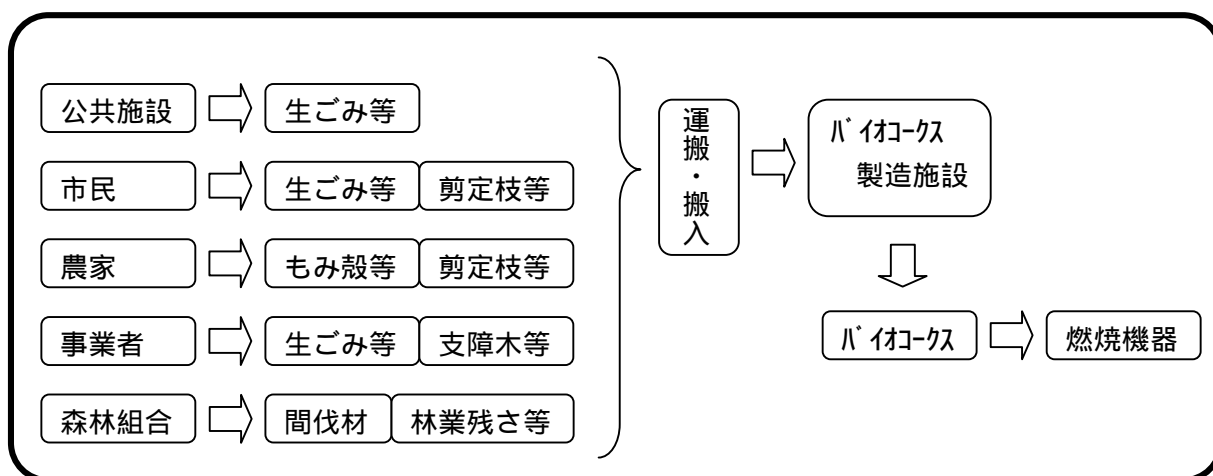 公共施設
生ごみ等
市民
生ごみ等
剪定枝等
農家
もみ殻等
剪定枝等
事業者
生ごみ等
支障木等
森林組合
間伐材
林業残さ等
運搬・搬入
ﾊﾞｲｵｺｰｸｽ
製造施設
ﾊﾞｲｵｺｰｸｽ
燃焼機器